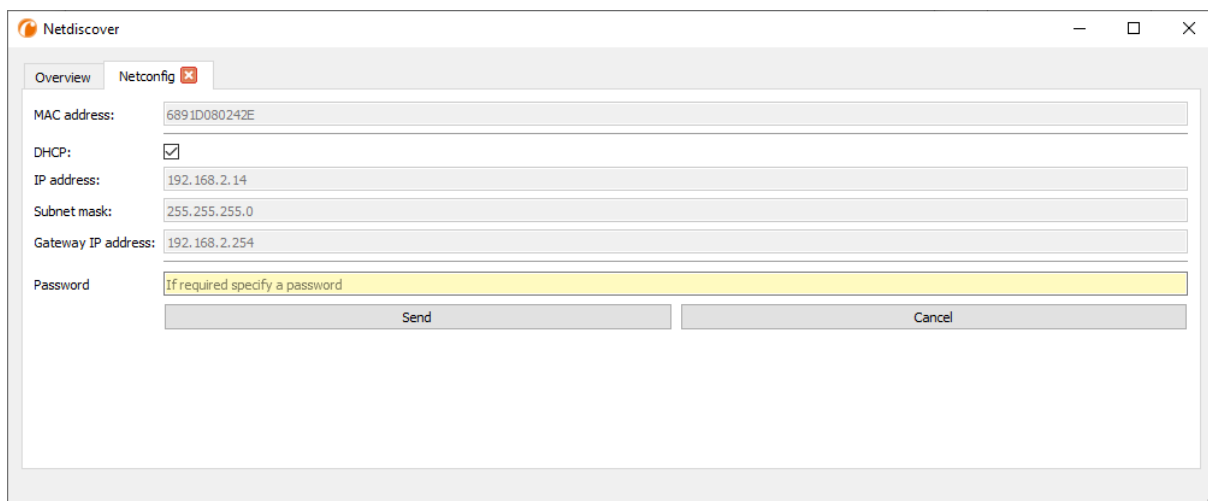 Netdiscover
Overview Netconfig
MAC address: 6891D080242E
DHCP:
IP address: 192.168.2.14
Subnet mask: 255.255.255.0
Gateway IP address: 192.168.2.254
Password If required specify a password
Send Cancel